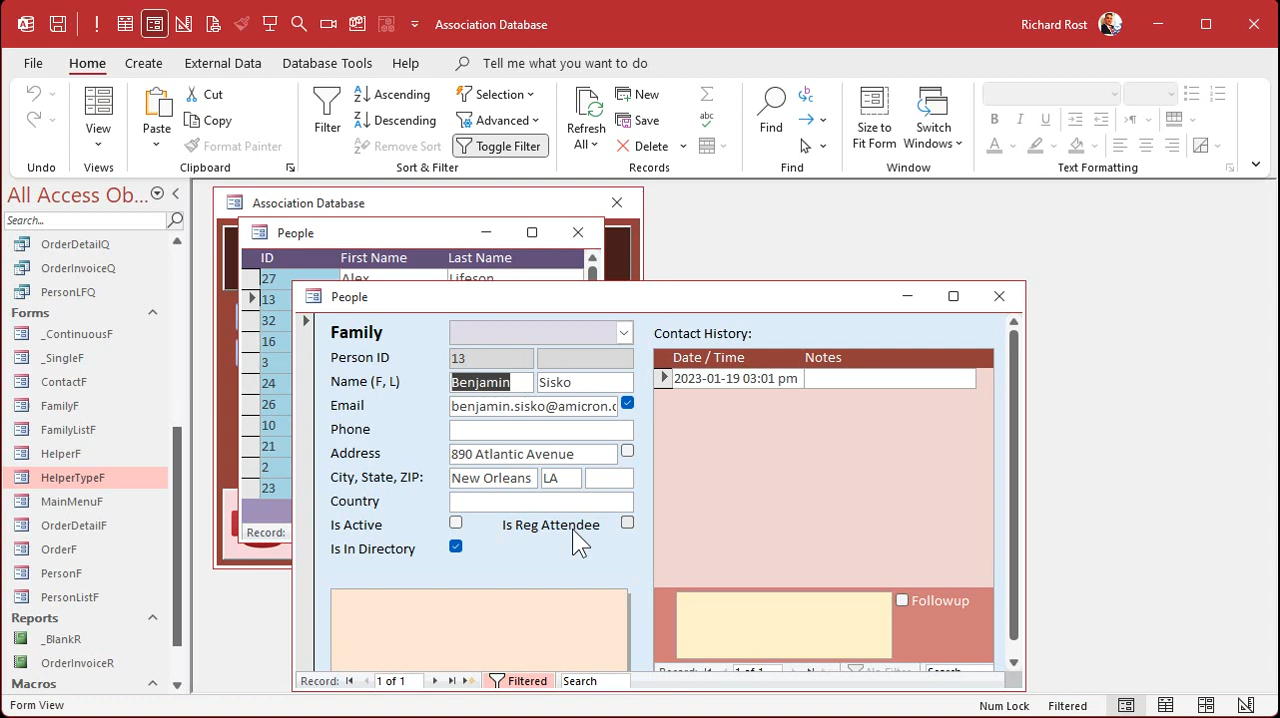 Association Database
Richard Rost
File
Home
Create
External Data
Database Tools
Help
Tell me what you want to do
Undo
View
Views
Paste
Cut
Copy
Format Painter
Clipboard
Filter
Ascending
Descending
Remove Sort
Selection
Advanced
Toggle Filter
Sort & Filter
Refresh All
New
Save
Delete
Records
Find
Find
Size to Fit Form
Switch Windows
Window
B I U
Text Formatting
All Access Ob...
Search...
OrderDetailQ
OrderInvoiceQ
PersonLFQ
Forms
_ContinuousF
_SingleF
ContactF
FamilyF
FamilyListF
HelperF
HelperTypeF
MainMenuF
OrderDetailF
OrderF
PersonF
PersonListF
Reports
_BlankR
OrderInvoiceR
Macros
Association Database
People
ID First Name Last Name
27 Alex Lifeson
13
32
16
3
24
26
10
21
2
23
Record:
People
Family
Person ID 13
Name (F, L) Benjamin Sisko
Email benjamin.sisko@amicron.c
Phone
Address 890 Atlantic Avenue
City, State, ZIP: New Orleans LA
Country
Is Active Is Reg Attendee
Is In Directory
Contact History:
Date / Time Notes
2023-01-19 03:01 pm
Followup
Record: 1 of 1 No Filter Search
Record: 1 of 1 Filtered Search
Form View
Num Lock Filtered